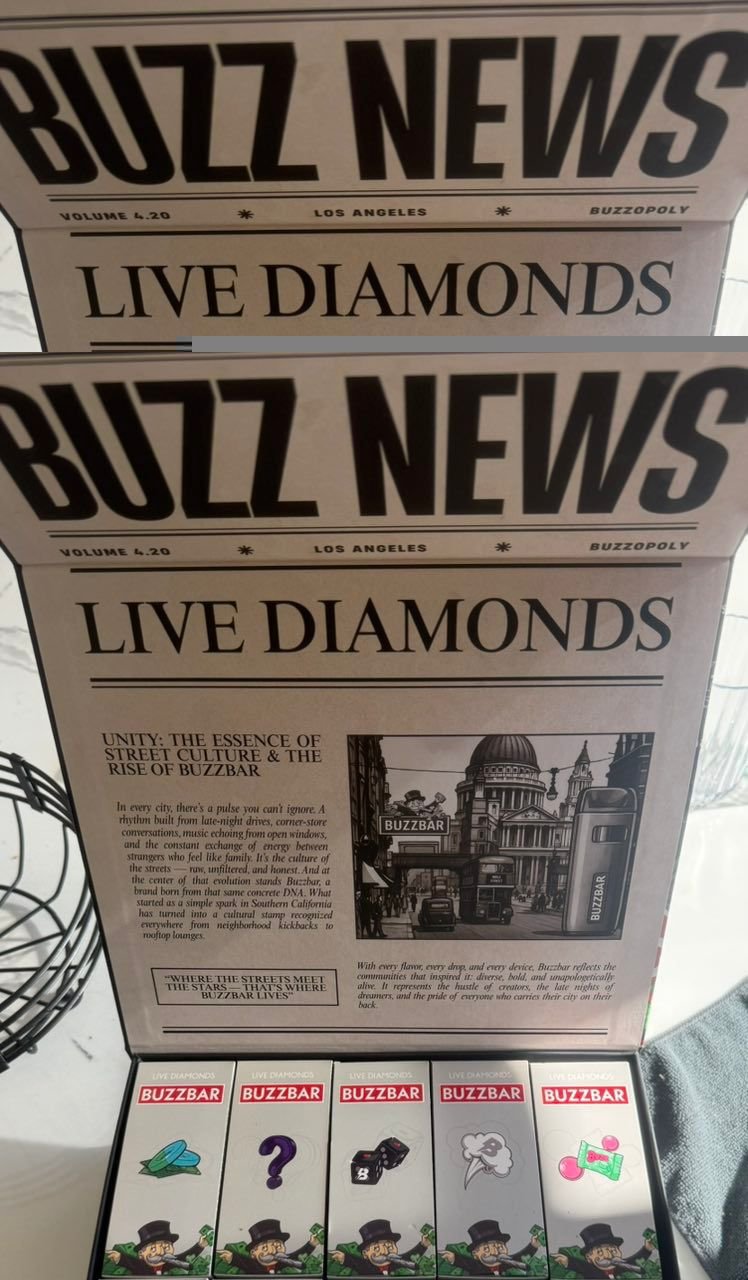 BUZZ NEWS
VOLUME 4.20 * LOS ANGELES * BUZZOPOLY
LIVE DIAMONDS
BUZZ NEWS
VOLUME 4.20 * LOS ANGELES * BUZZOPOLY
LIVE DIAMONDS
UNITY: THE ESSENCE OF
STREET CULTURE & THE
RISE OF BUZZBAR
In every city, there's a pulse you can't ignore. A
rhythm built from late-night drives, corner-store
conversations, music echoing from open windows,
and the constant exchange of energy between
strangers who feel like family. It's the culture of
the streets — raw, unfiltered, and honest. And at
the center of that evolution stands Buzzbar, a
brand born from that same concrete DNA. What
started as a simple spark in Southern California
has turned into a cultural stamp recognized
everywhere from neighborhood kickbacks to
rooftop lounges.
"WHERE THE STREETS MEET
THE STARS — THAT'S WHERE
BUZZBAR LIVES"
BUZZBAR
BUZZBAR
With every flavor, every drop, and every device, Buzzbar reflects the
communities that inspired it: diverse, bold, and unapologetically
alive. It represents the hustle of creators, the late nights of
dreamers, and the pride of everyone who carries their city on their
back.
LIVE DIAMONDS
BUZZBAR
LIVE DIAMONDS
BUZZBAR
?
LIVE DIAMONDS
BUZZBAR
B
LIVE DIAMONDS
BUZZBAR
LIVE DIAMONDS
BUZZBAR